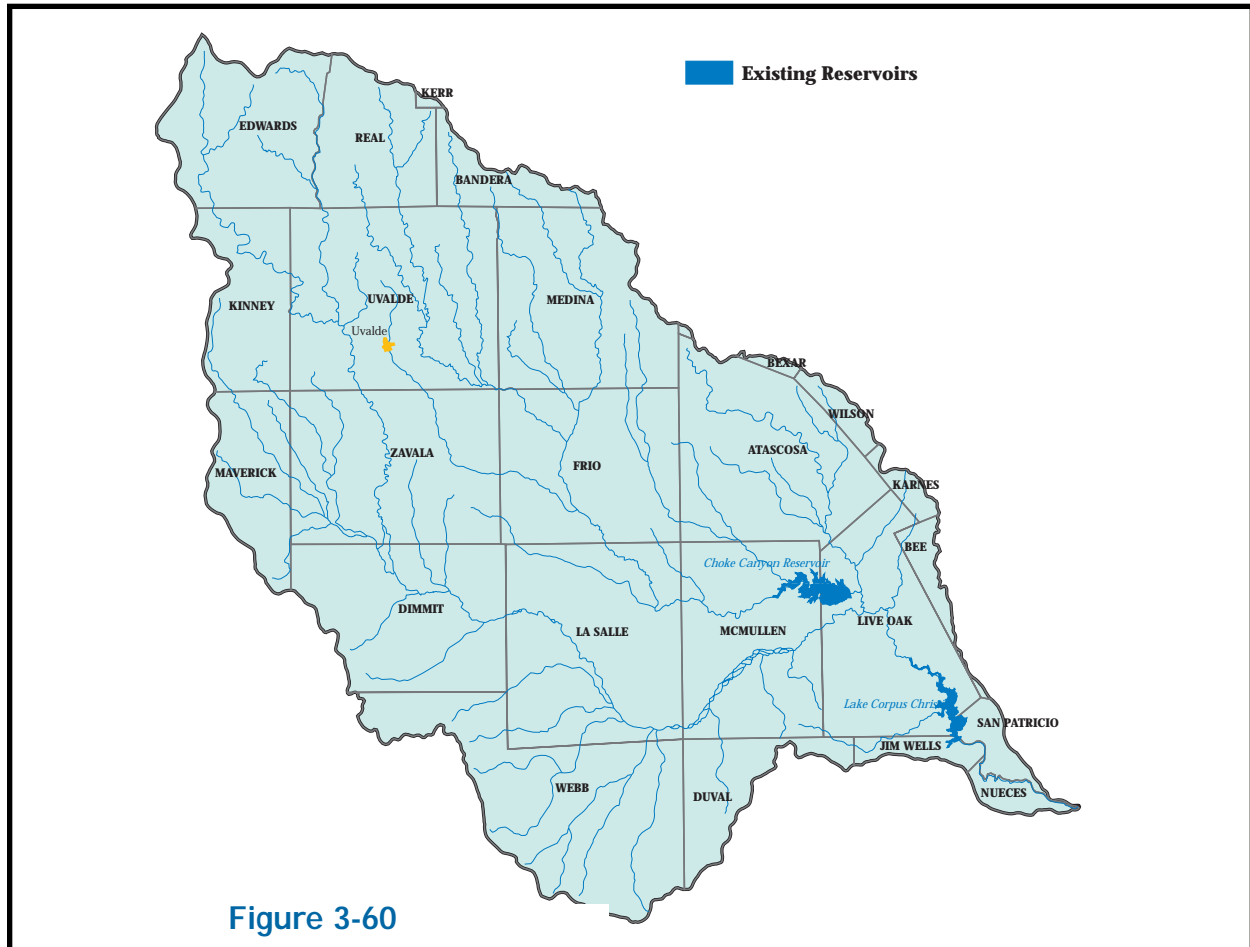 Existing Reservoirs
KERR
EDWARDS
REAL
BANDERA
KINNEY
UVALDE
MEDINA
Uvalde
BEXAR
WILSON
ZAVALA
ATASCOSA
MAVERICK
FRIO
KARNES
BEE
Choke Canyon Reservoir
DIMMIT
LA SALLE
MCMULLEN
LIVE OAK
Lake Corpus Chris
SAN PATRICIO
JIM WELLS
WEBB
DUVAL
NUECES
Figure 3-60